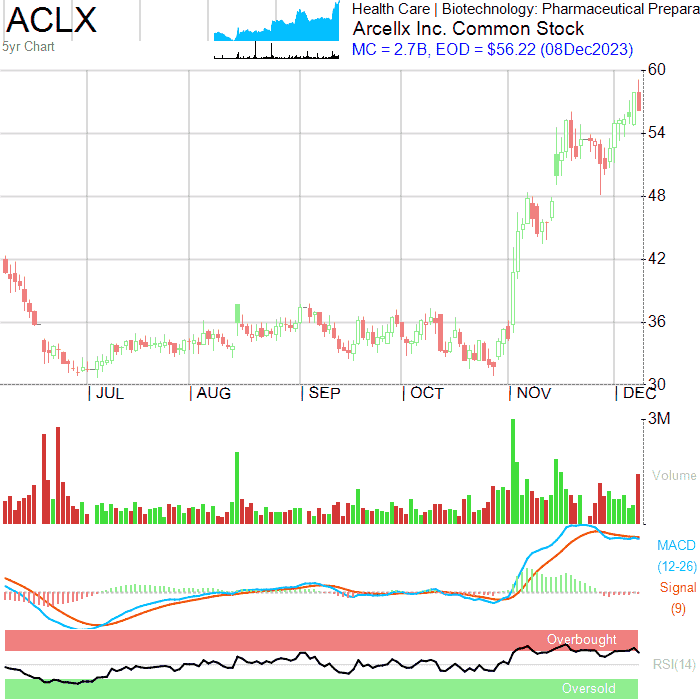 ACLX
5yr Chart
Health Care | Biotechnology: Pharmaceutical Prepara
Arcellx Inc. Common Stock
MC = 2.7B, EOD = $56.22 (08Dec2023)
60
54
48
42
36
30
JUL AUG SEP OCT NOV DEC
3M
Volume
MACD
(12-26)
Signal
(9)
Overbought
RSI(14)
Oversold